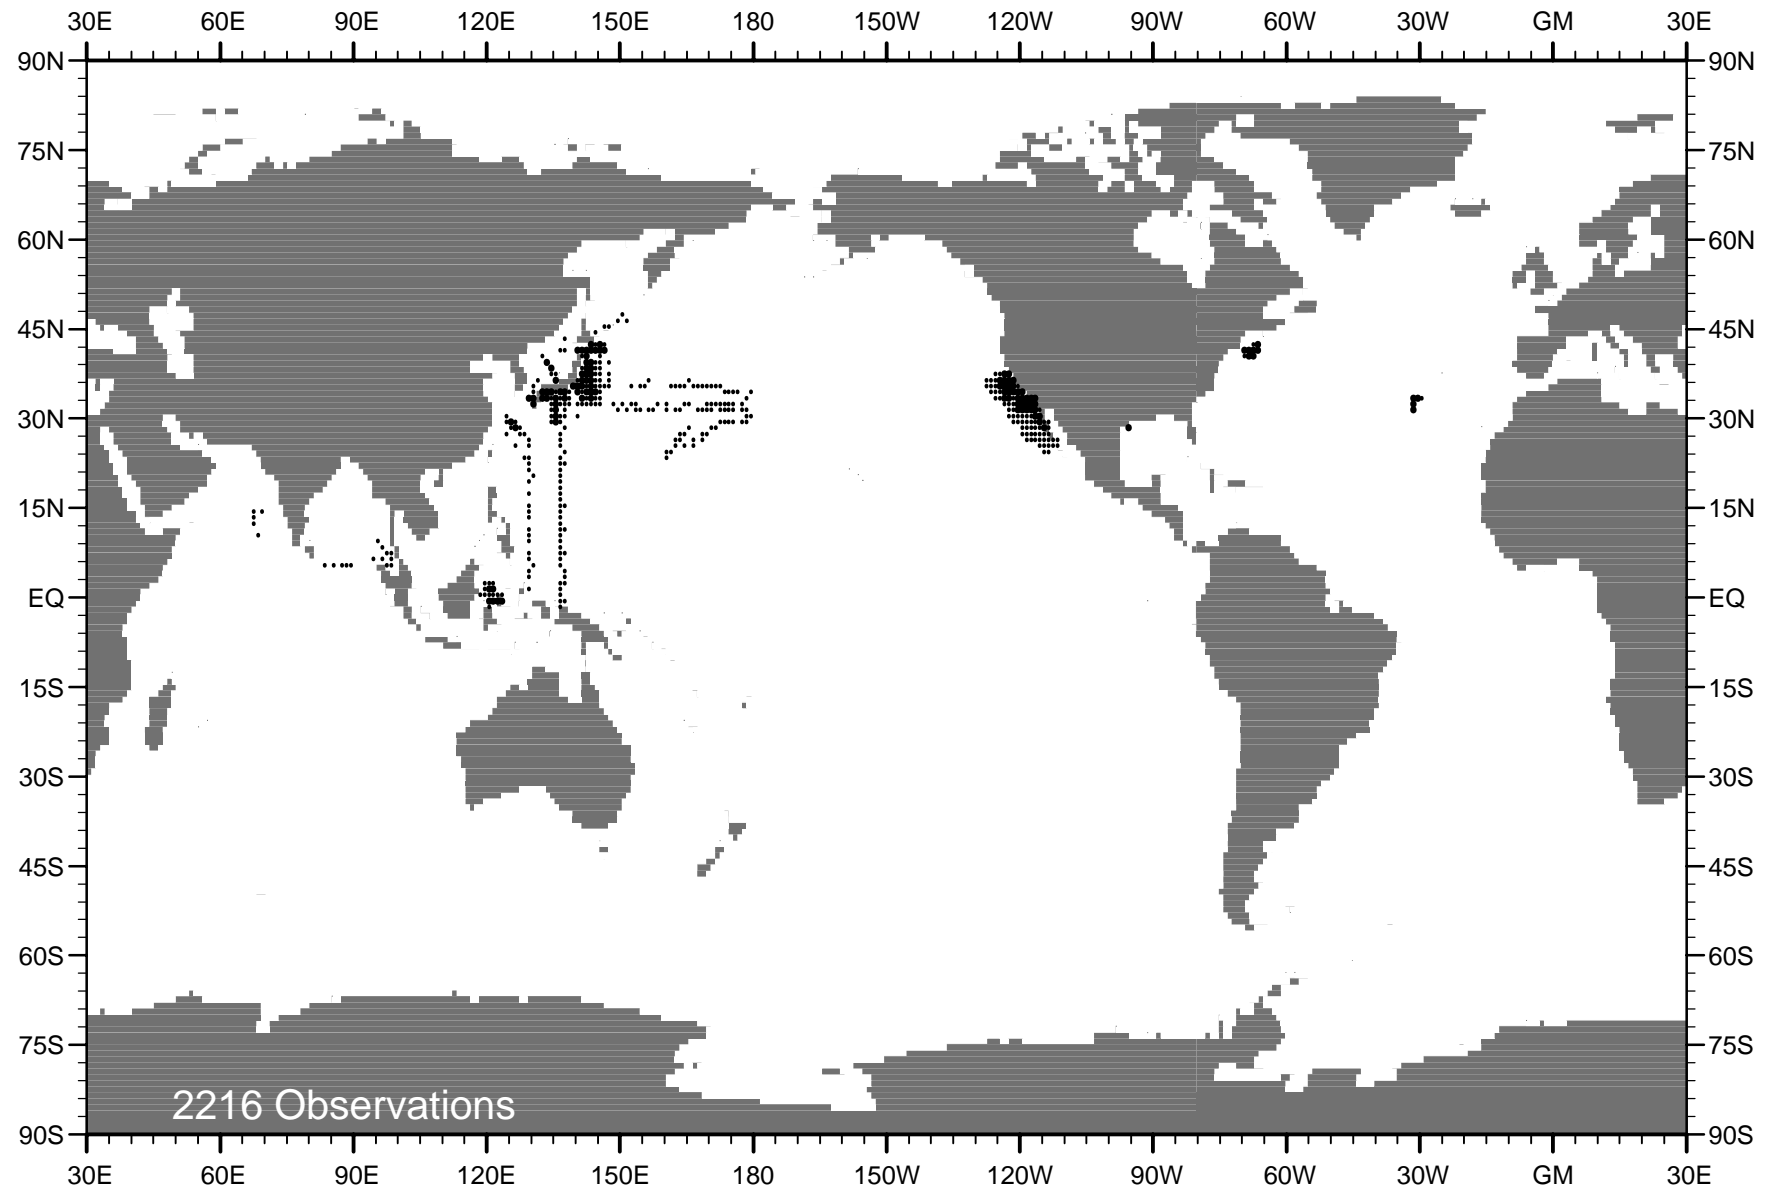 30E 60E 90E 120E 150E 180 150W 120W 90W 60W 30W GM 30E
90N 90N
75N 75N
60N 60N
45N 45N
30N 30N
15N 15N
EQ EQ
15S 15S
30S 30S
45S 45S
60S 60S
75S 75S
2216 Observations
90S 90S
30E 60E 90E 120E 150E 180 150W 120W 90W 60W 30W GM 30E